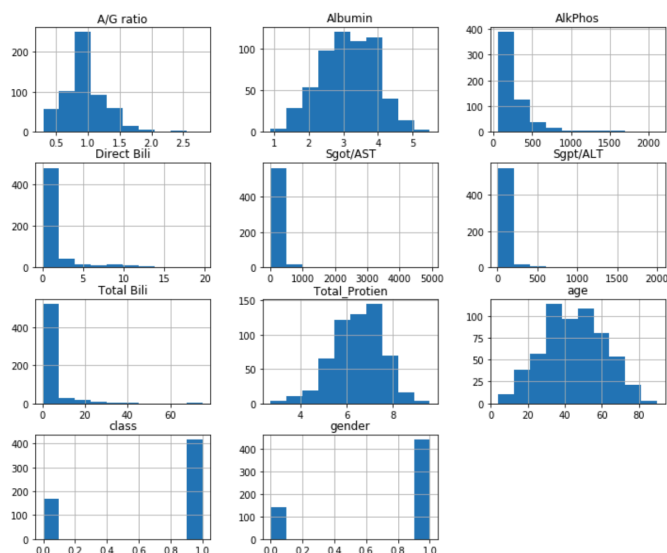 A/G ratio Albumin AlkPhos
200 100 0
100 50 0
400 300 200 100 0
0.5 1.0 1.5 2.0 2.5 1 2 3 4 5 0 500 1000 1500 2000
Direct Bili Sgot/AST Sgpt/ALT
400 200 0
400 200 0
400 200 0
0 5 10 15 20 0 1000 2000 3000 4000 5000 0 500 1000 1500 2000
Total Bili Total_Protien age
400 200 0
150 100 50 0
100 75 50 25 0
0 20 40 60 4 6 8 0 20 40 60 80
class gender
400 300 200 100 0
400 300 200 100 0
0.0 0.2 0.4 0.6 0.8 1.0 0.0 0.2 0.4 0.6 0.8 1.0